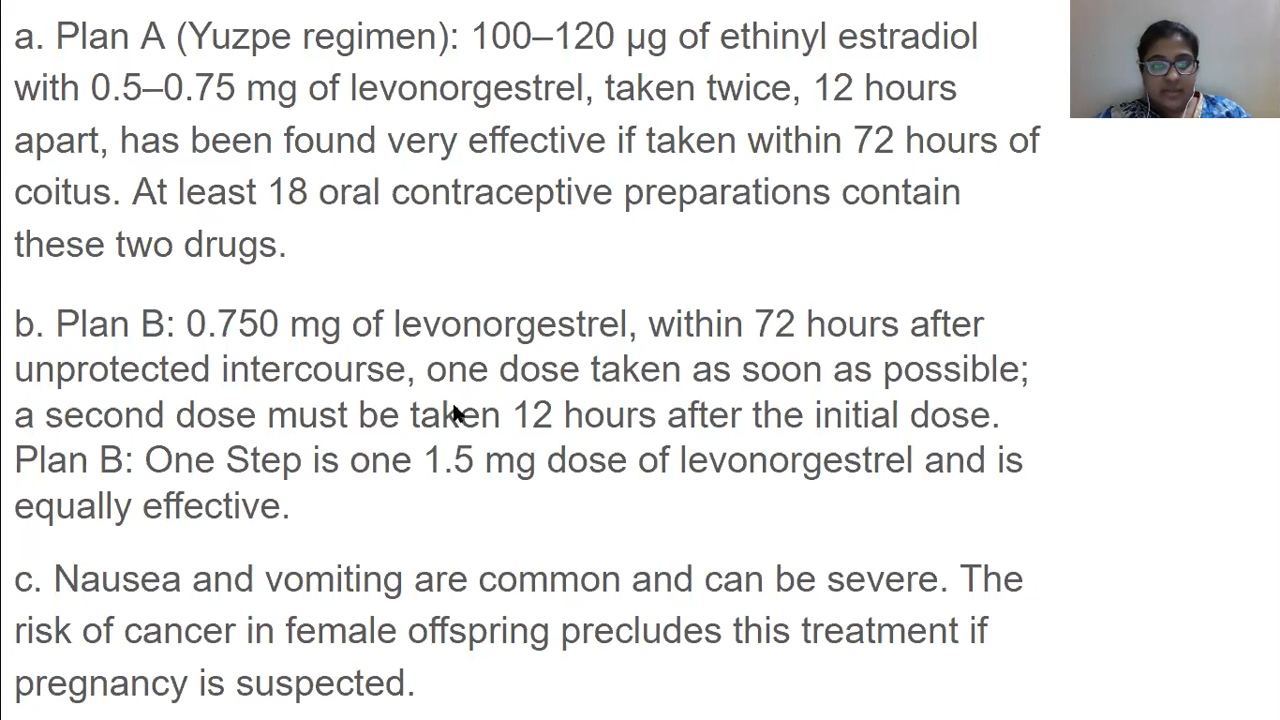 a. Plan A (Yuzpe regimen): 100–120 μg of ethinyl estradiol
with 0.5–0.75 mg of levonorgestrel, taken twice, 12 hours
apart, has been found very effective if taken within 72 hours of
coitus. At least 18 oral contraceptive preparations contain
these two drugs.
b. Plan B: 0.750 mg of levonorgestrel, within 72 hours after
unprotected intercourse, one dose taken as soon as possible;
a second dose must be taken 12 hours after the initial dose.
Plan B: One Step is one 1.5 mg dose of levonorgestrel and is
equally effective.
c. Nausea and vomiting are common and can be severe. The
risk of cancer in female offspring precludes this treatment if
pregnancy is suspected.